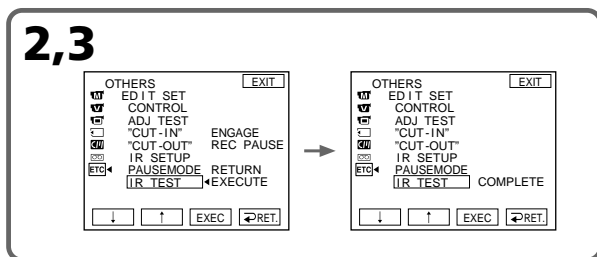 2,3
OTHERS EXIT
EDIT SET
CONTROL
ADJ TEST
"CUT-IN" ENGAGE
"CUT-OUT" REC PAUSE
IR SETUP
ETC PAUSEMODE RETURN
IR TEST EXECUTE
↓ ↑ EXEC RET.
OTHERS EXIT
EDIT SET
CONTROL
ADJ TEST
"CUT-IN"
"CUT-OUT"
IR SETUP
ETC PAUSEMODE
IR TEST COMPLETE
↓ ↑ EXEC RET.